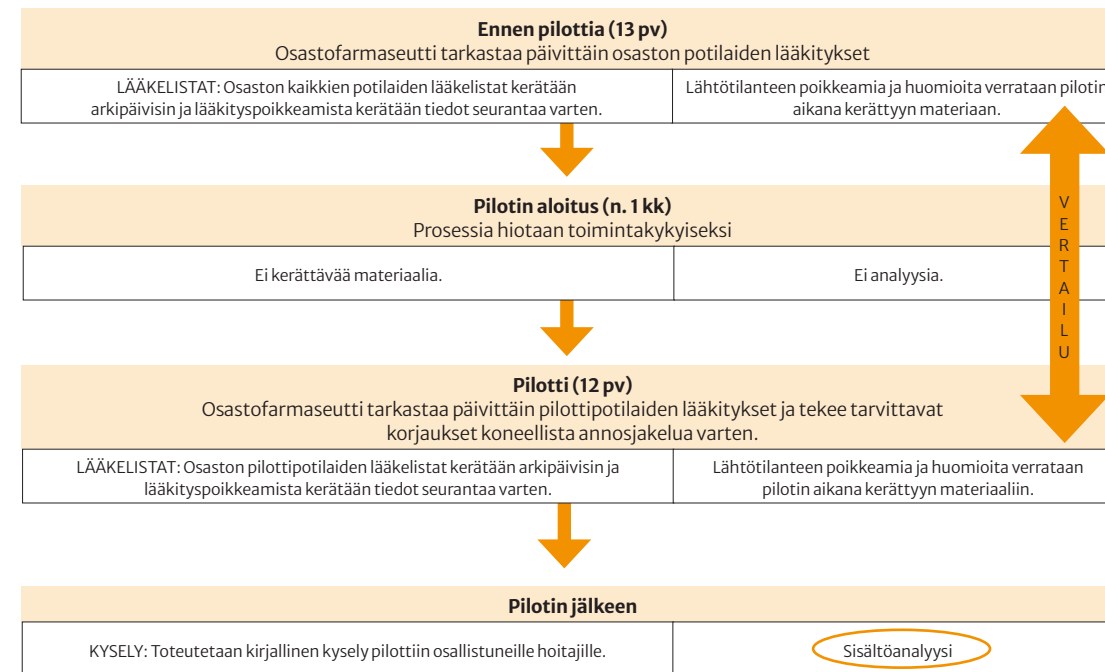 Ennen pilottia (13 pv)
Osastofarmaseutti tarkastaa päivittäin osaston potilaiden lääkitykset
LÄÄKELISTAT: Osaston kaikkien potilaiden lääkelistat kerätään
arkipäivisin ja lääkityspoikkeamista kerätään tiedot seurantaa varten.
Lähtötilanteen poikkeamia ja huomioita verrataan pilotin
aikana kerättyyn materiaan.
Pilotin aloitus (n. 1 kk)
Prosessia hiotaan toimintakykyiseksi
Ei kerättävää materiaalia.
Ei analyysia.
VERTAILU
Pilotti (12 pv)
Osastofarmaseutti tarkastaa päivittäin pilottipotilaiden lääkitykset ja tekee tarvittavat
korjaukset koneellista annosjakelua varten.
LÄÄKELISTAT: Osaston pilottipotilaiden lääkelistat kerätään arkipäivisin ja
lääkityspoikkeamista kerätään tiedot seurantaa varten.
Lähtötilanteen poikkeamia ja huomioita verrataan
pilotin aikana kerättyyn materiaaliin.
Pilotin jälkeen
KYSELY: Toteutetaan kirjallinen kysely pilottiin osallistuneille hoitajille.
Sisältöanalyysi